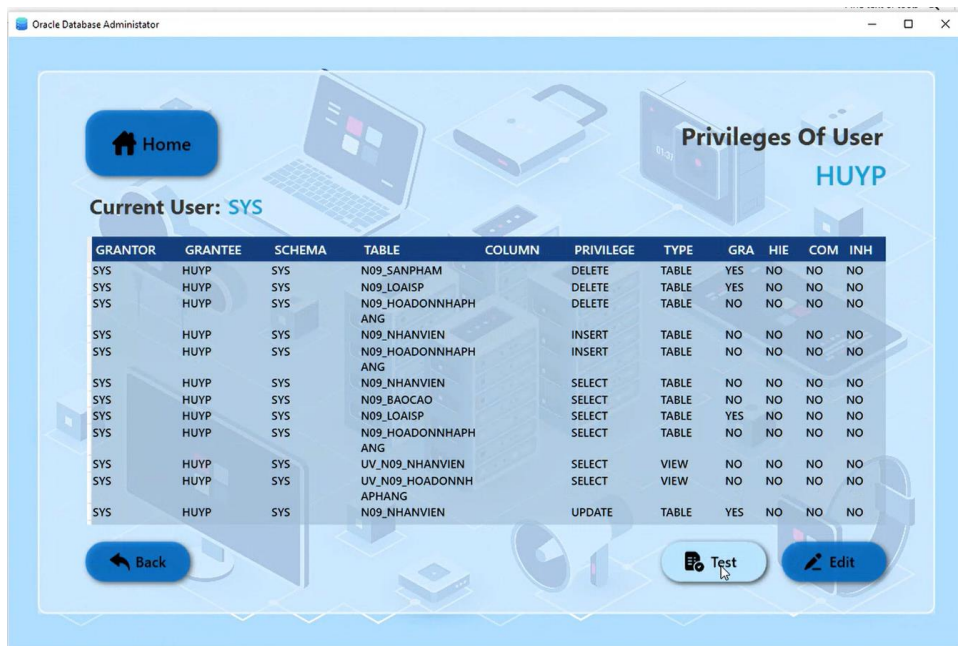 Oracle Database Administator
Home
Privileges Of User
HUYP
Current User: SYS
GRANTOR GRANTEE SCHEMA TABLE COLUMN PRIVILEGE TYPE GRA HIE COM INH
SYS HUYP SYS N09_SANPHAM DELETE TABLE YES NO NO NO
SYS HUYP SYS N09_LOAISP DELETE TABLE YES NO NO NO
SYS HUYP SYS N09_HOADONNHAPH DELETE TABLE NO NO NO NO
ANG
SYS HUYP SYS N09_NHANVIEN INSERT TABLE NO NO NO NO
SYS HUYP SYS N09_HOADONNHAPH INSERT TABLE NO NO NO NO
ANG
SYS HUYP SYS N09_NHANVIEN SELECT TABLE NO NO NO NO
SYS HUYP SYS N09_BAOCAO SELECT TABLE NO NO NO NO
SYS HUYP SYS N09_LOAISP SELECT TABLE YES NO NO NO
SYS HUYP SYS N09_HOADONNHAPH SELECT TABLE NO NO NO NO
ANG
SYS HUYP SYS UV_N09_NHANVIEN SELECT VIEW NO NO NO NO
SYS HUYP SYS UV_N09_HOADONNH SELECT VIEW NO NO NO NO
APHANG
SYS HUYP SYS N09_NHANVIEN UPDATE TABLE YES NO NO NO
Back
Test
Edit